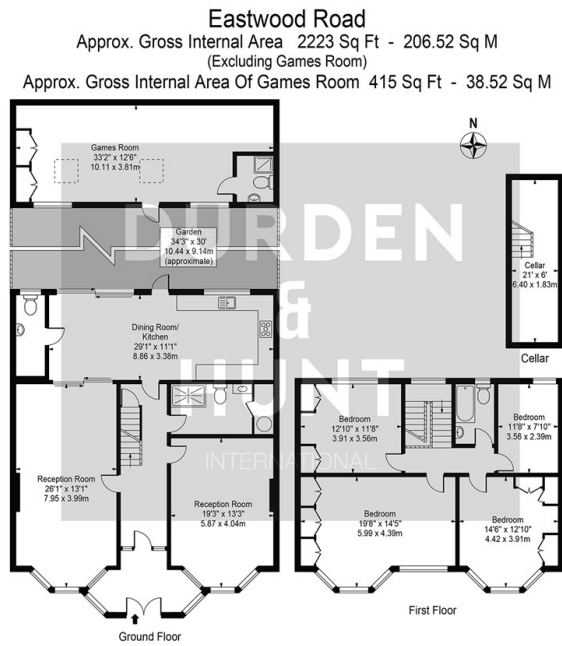 Eastwood Road
Approx. Gross Internal Area 2223 Sq Ft - 206.52 Sq M
(Excluding Games Room)
Approx. Gross Internal Area Of Games Room 415 Sq Ft - 38.52 Sq M
Games Room
33'2" x 12'6"
10.11 x 3.81m
N
DURDEN
& 
HUNT
INTERNATIONAL
Garden
34'3" x 30'
10.44 x 9.14m
(approximate)
Cellar
21' x 6'
6.40 x 1.83m
Cellar
Dining Room/
Kitchen
29'1" x 11'1"
8.86 x 3.38m
Reception Room
26'1" x 13'1"
7.95 x 3.99m
Reception Room
19'3" x 13'3"
5.87 x 4.04m
Ground Floor
Bedroom
12'10" x 11'8"
3.91 x 3.56m
Bedroom
11'8" x 7'10"
3.56 x 2.39m
Bedroom
19'8" x 14'5"
5.99 x 4.39m
Bedroom
14'6" x 12'10"
4.42 x 3.91m
First Floor